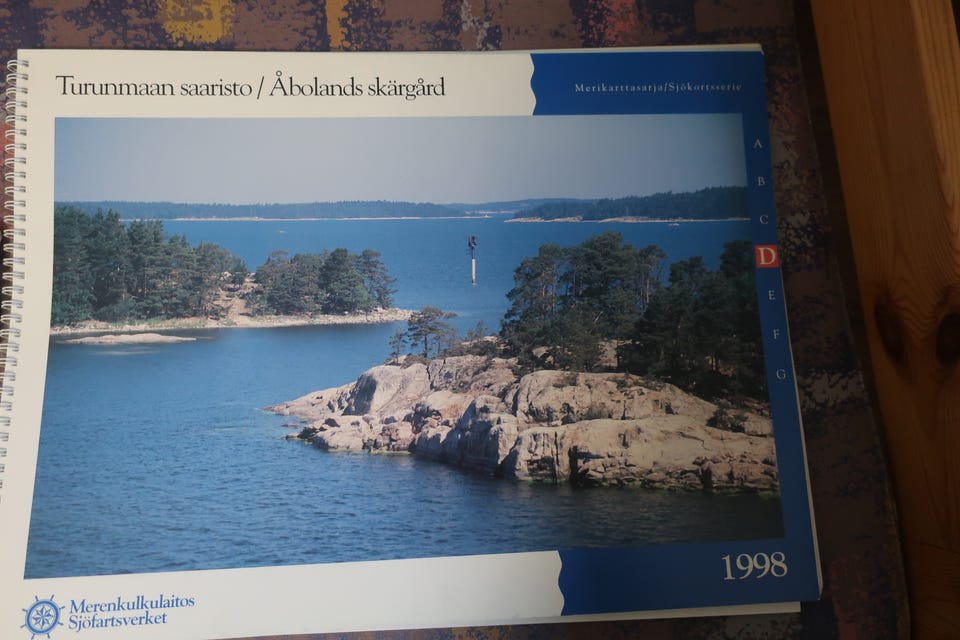 Turunmaan saaristo / Åbolands skärgård
Merikarttasarja/Sjökortsserie
A
B
C
D
E
F
G
1998
Merenkulkulaitos
Sjöfartsverket